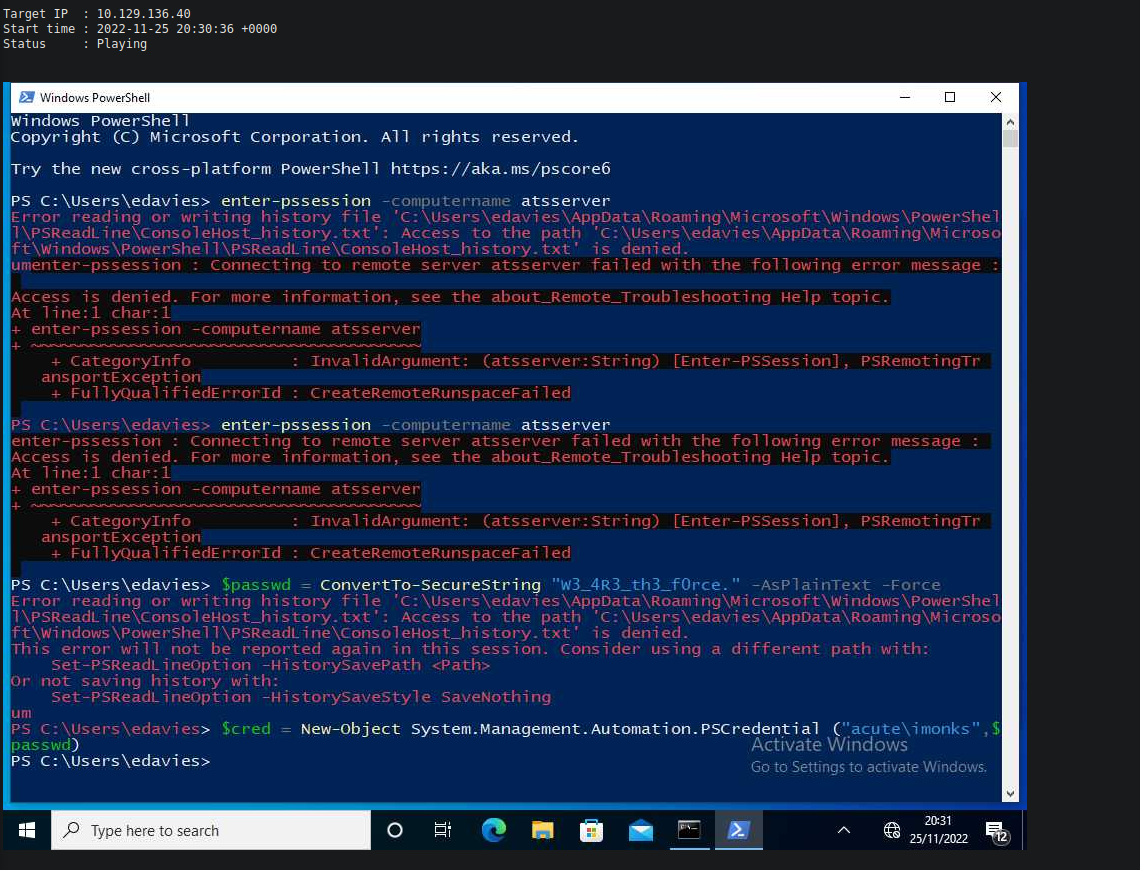 Target IP  : 10.129.136.40
Start time : 2022-11-25 20:30:36 +0000
Status     : Playing
Windows PowerShell
Windows PowerShell
Copyright (C) Microsoft Corporation. All rights reserved.
Try the new cross-platform PowerShell https://aka.ms/pscore6
PS C:\Users\edavies> enter-pssession -computername atsserver
Error reading or writing history file 'C:\Users\edavies\AppData\Roaming\Microsoft\Windows\PowerShel
l\PSReadLine\ConsoleHost_history.txt': Access to the path 'C:\Users\edavies\AppData\Roaming\Microso
ft\Windows\PowerShell\PSReadLine\ConsoleHost_history.txt' is denied.
umenter-pssession : Connecting to remote server atsserver failed with the following error message :
Access is denied. For more information, see the about_Remote_Troubleshooting Help topic.
At line:1 char:1
+ enter-pssession -computername atsserver
+ ~~~~~~~~~~~~~~~~~~~~~~~~~~~~~~~~~~~~~~~
    + CategoryInfo          : InvalidArgument: (atsserver:String) [Enter-PSSession], PSRemotingTr
   ansportException
    + FullyQualifiedErrorId : CreateRemoteRunspaceFailed
PS C:\Users\edavies> enter-pssession -computername atsserver
enter-pssession : Connecting to remote server atsserver failed with the following error message :
Access is denied. For more information, see the about_Remote_Troubleshooting Help topic.
At line:1 char:1
+ enter-pssession -computername atsserver
+ ~~~~~~~~~~~~~~~~~~~~~~~~~~~~~~~~~~~~~~~
    + CategoryInfo          : InvalidArgument: (atsserver:String) [Enter-PSSession], PSRemotingTr
   ansportException
    + FullyQualifiedErrorId : CreateRemoteRunspaceFailed
PS C:\Users\edavies> $passwd = ConvertTo-SecureString "W3_4R3_th3_f0rce." -AsPlainText -Force
Error reading or writing history file 'C:\Users\edavies\AppData\Roaming\Microsoft\Windows\PowerShel
l\PSReadLine\ConsoleHost_history.txt': Access to the path 'C:\Users\edavies\AppData\Roaming\Microso
ft\Windows\PowerShell\PSReadLine\ConsoleHost_history.txt' is denied.
This error will not be reported again in this session. Consider using a different path with:
    Set-PSReadLineOption -HistorySavePath <Path>
Or not saving history with:
    Set-PSReadLineOption -HistorySaveStyle SaveNothing
um
PS C:\Users\edavies> $cred = New-Object System.Management.Automation.PSCredential ("acute\imonks",$
passwd)
PS C:\Users\edavies>
Activate Windows
Go to Settings to activate Windows.
Type here to search
20:31
25/11/2022
12